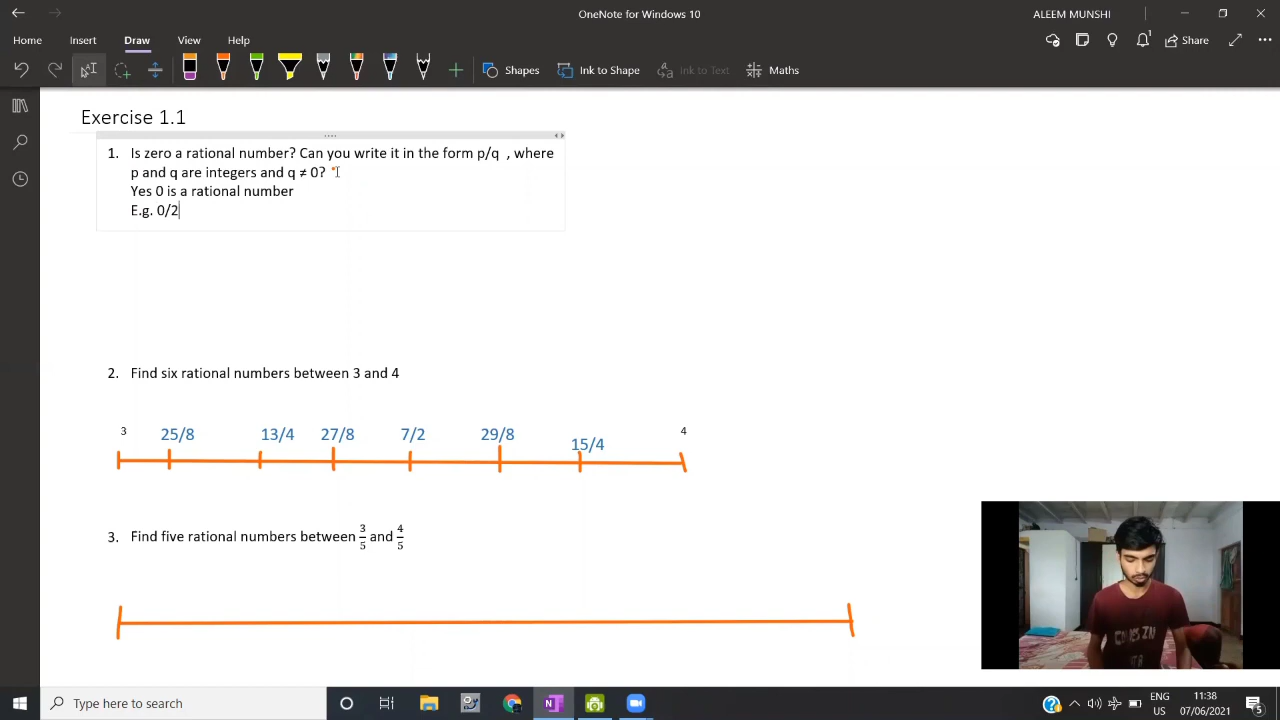 OneNote for Windows 10
ALEEM MUNSHI
Home Insert Draw View Help
Share
Shapes Ink to Shape Ink to Text Maths
Exercise 1.1
1. Is zero a rational number? Can you write it in the form p/q , where
p and q are integers and q ≠ 0?
Yes 0 is a rational number
E.g. 0/2
2. Find six rational numbers between 3 and 4
3 25/8 13/4 27/8 7/2 29/8 15/4 4
3. Find five rational numbers between 3/5 and 4/5
Type here to search
ENG 11:38
US 07/06/2021 5